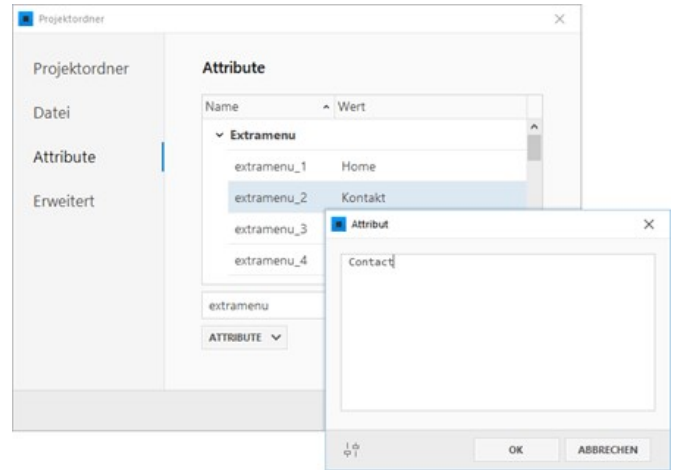 Projektordner
Projektordner
Datei
Attribute
Erweitert
Attribute
Name Wert
Extramenu
extramenu_1 Home
extramenu_2 Kontakt
extramenu_3
extramenu_4
extramenu
ATTRIBUTE
Attribut
Contact
OK ABBRECHEN